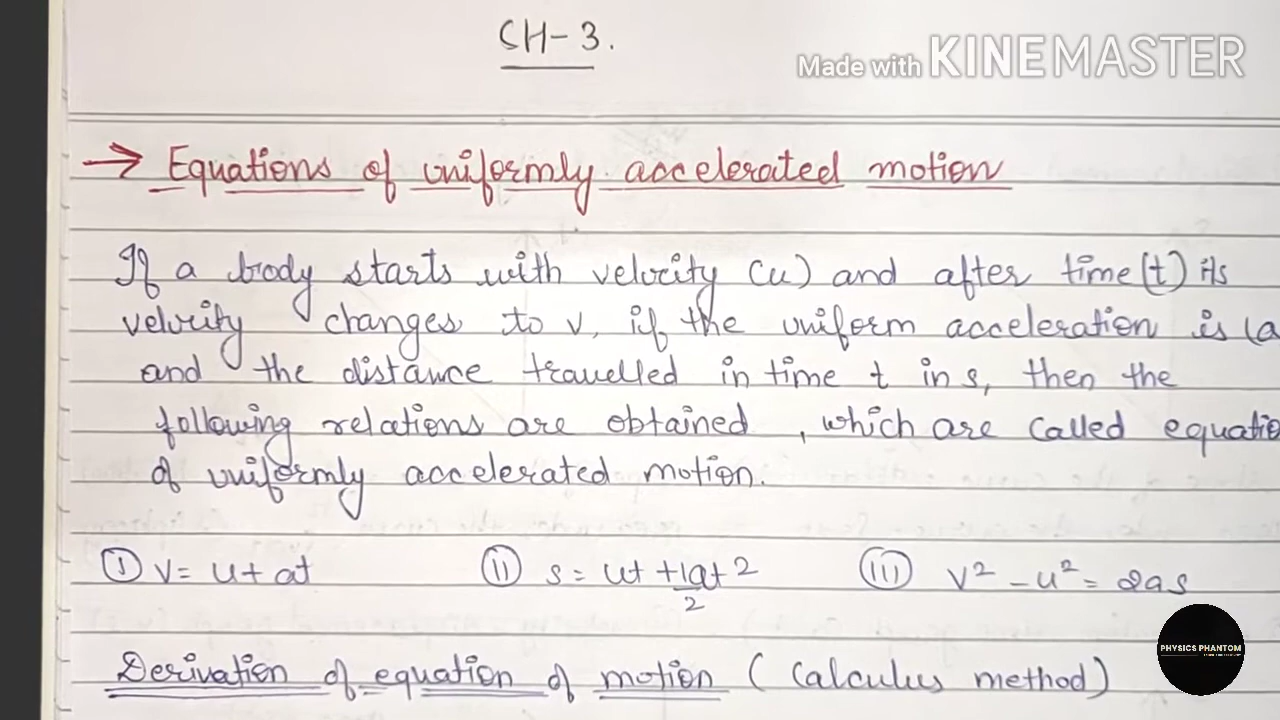 CH-3.
Made with KINEMASTER
→ Equations of uniformly accelerated motion
If a body starts with velocity (u) and after time (t) its
velocity changes to v, if the uniform acceleration is (a
and the distance travelled in time t in s, then the
following relations are obtained, which are called equatio
of uniformly accelerated motion.
(i) v = u + at (ii) s = ut + 1/2 at² (iii) v² - u² = 2as
PHYSICS PHANTOM
Derivation of equation of motion (Calculus method)